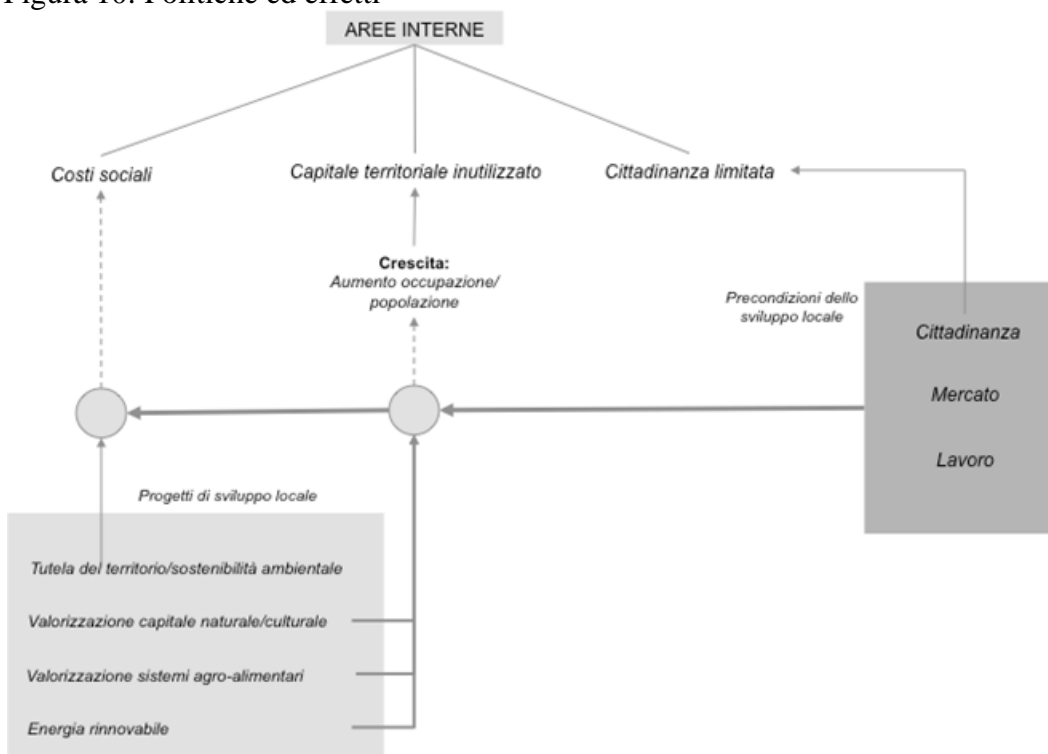 Figura 10. Politiche ed effetti
AREE INTERNE
Costi sociali
Capitale territoriale inutilizzato
Cittadinanza limitata
Crescita:
Aumento occupazione/
popolazione
Precondizioni dello
sviluppo locale
Cittadinanza
Mercato
Lavoro
Progetti di sviluppo locale
Tutela del territorio/sostenibilità ambientale
Valorizzazione capitale naturale/culturale
Valorizzazione sistemi agro-alimentari
Energia rinnovabile